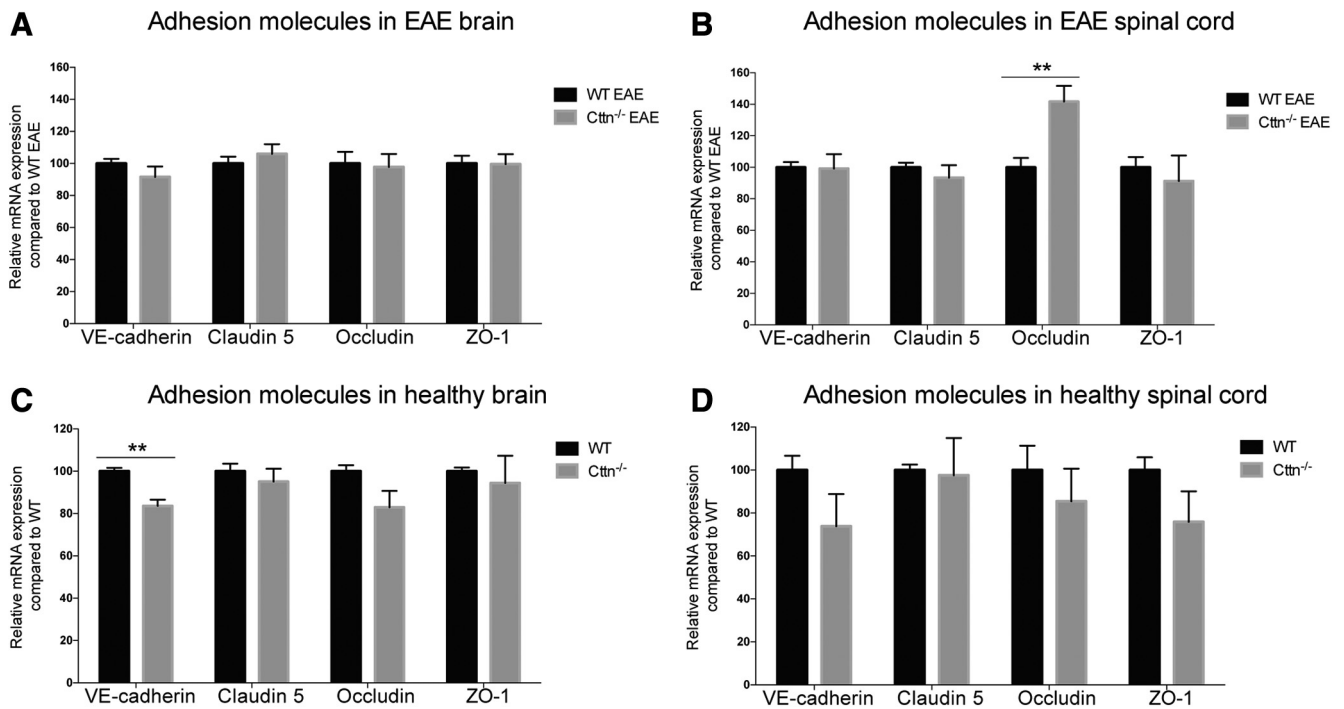 A
Adhesion molecules in EAE brain
Relative mRNA expression
compared to WT EAE
160
140
120
100
80
60
40
20
0
VE-cadherin Claudin 5 Occludin ZO-1
WT EAE
Cttn-/- EAE
B
Adhesion molecules in EAE spinal cord
Relative mRNA expression
compared to WT EAE
160
140
120
100
80
60
40
20
0
**
VE-cadherin Claudin 5 Occludin ZO-1
WT EAE
Cttn-/- EAE
C
Adhesion molecules in healthy brain
Relative mRNA expression
compared to WT
120
100
80
60
40
20
0
**
VE-cadherin Claudin 5 Occludin ZO-1
WT
Cttn-/-
D
Adhesion molecules in healthy spinal cord
Relative mRNA expression
compared to WT
120
100
80
60
40
20
0
VE-cadherin Claudin 5 Occludin ZO-1
WT
Cttn-/-